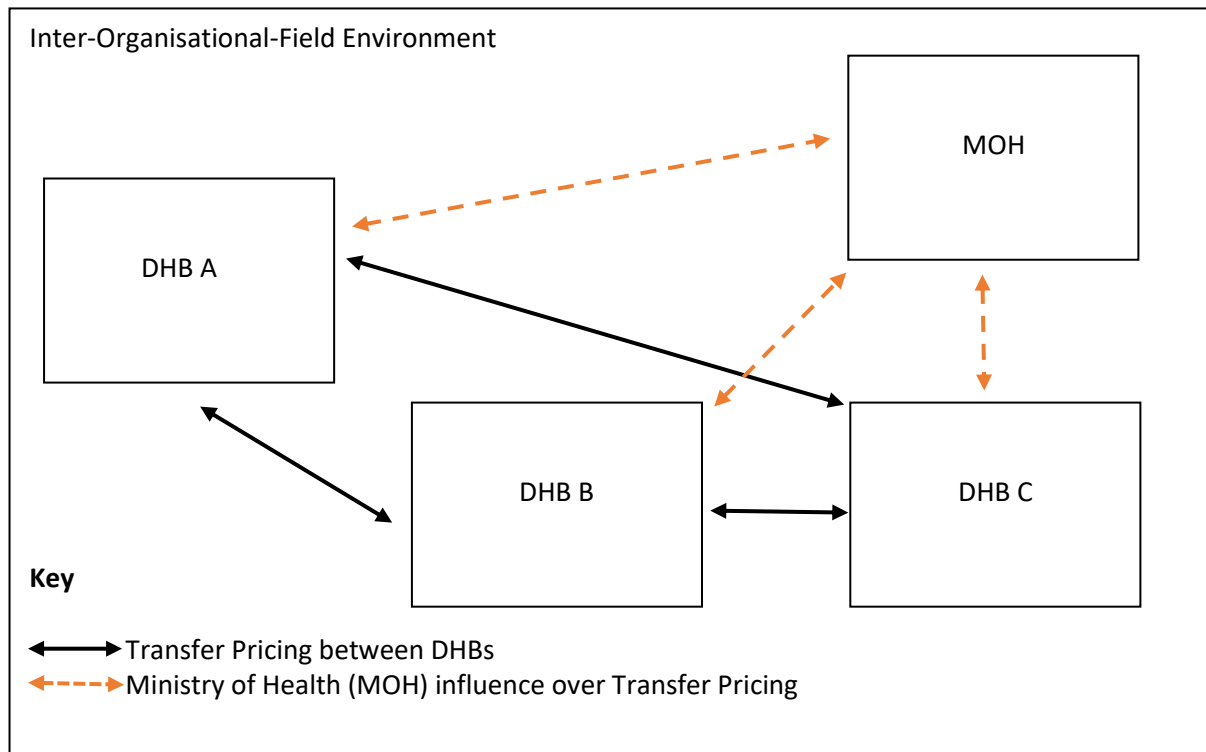 Inter-Organisational-Field Environment
MOH
DHB A
DHB B
DHB C
Key
Transfer Pricing between DHBs
Ministry of Health (MOH) influence over Transfer Pricing